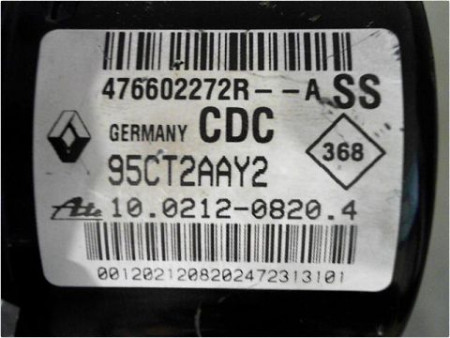 476602272R--A SS
GERMANY CDC
368
95CT2AAY2
Ate 10.0212-0820.4
00120212082024723131​01